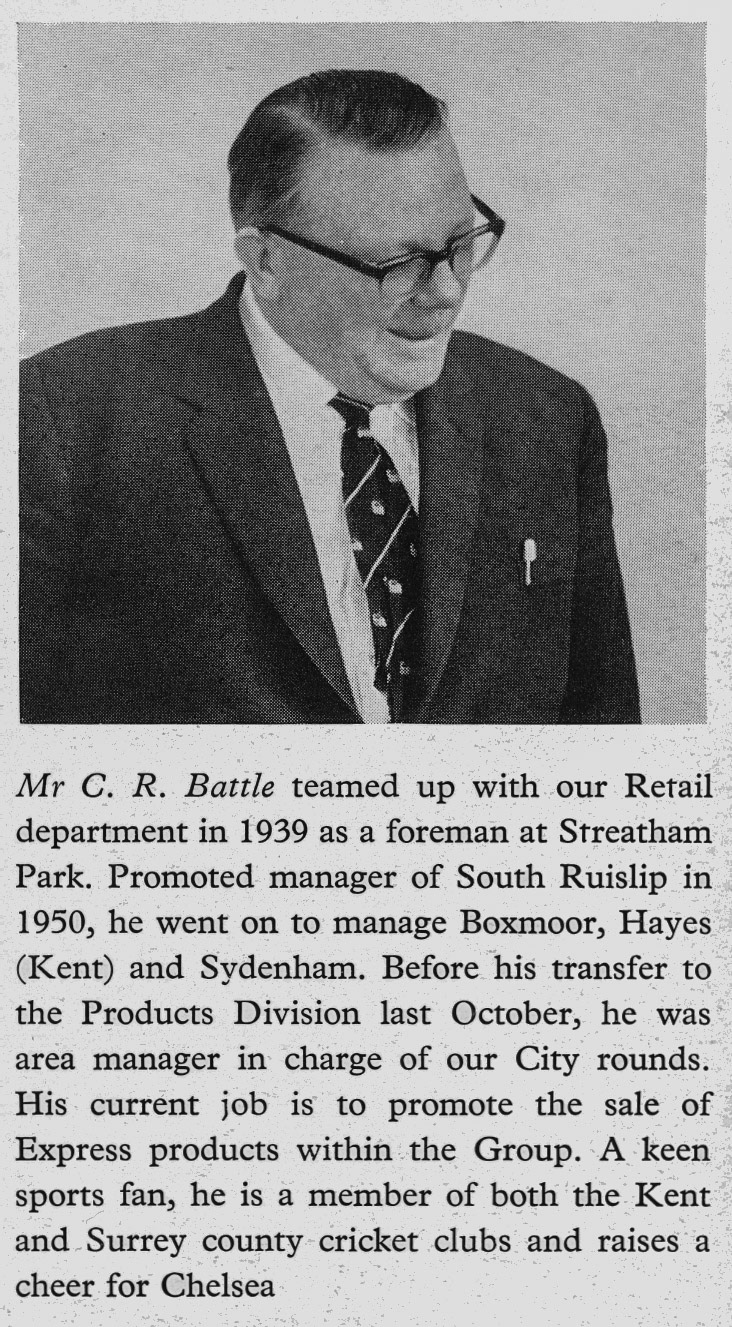 Mr C. R. Battle teamed up with our Retail
department in 1939 as a foreman at Streatham
Park. Promoted manager of South Ruislip in
1950, he went on to manage Boxmoor, Hayes
(Kent) and Sydenham. Before his transfer to
the Products Division last October, he was
area manager in charge of our City rounds.
His current job is to promote the sale of
Express products within the Group. A keen
sports fan, he is a member of both the Kent
and Surrey county cricket clubs and raises a
cheer for Chelsea